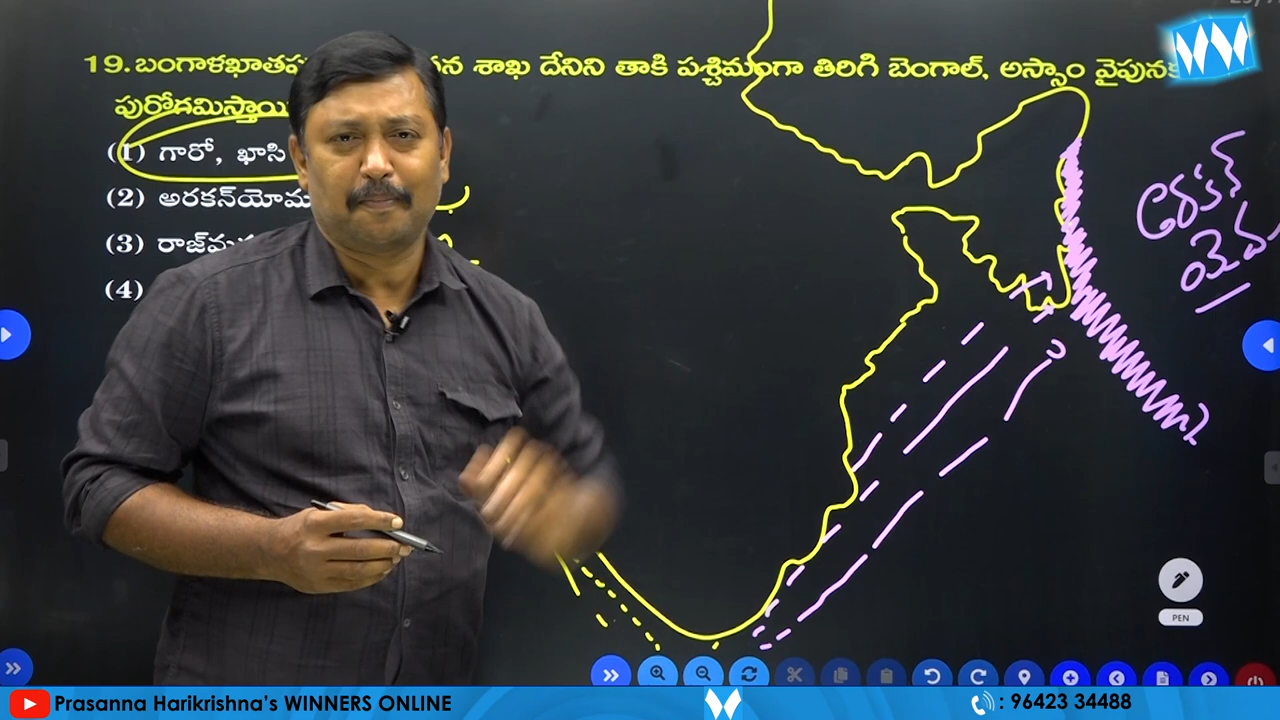 19. బంగాళఖాతపు న శాఖ దేనిని తాకి పశ్చిమంగా తిరిగి బెంగాల్, అస్సాం వైపునకు
పురోగమిస్తాయి
(1) గారో, ఖాసి
(2) అరకన్‌యోమ
(3) రాజ్‌మ
(4)
అరకన్
యోమ
PEN
Prasanna Harikrishna's WINNERS ONLINE
: 96423 34488